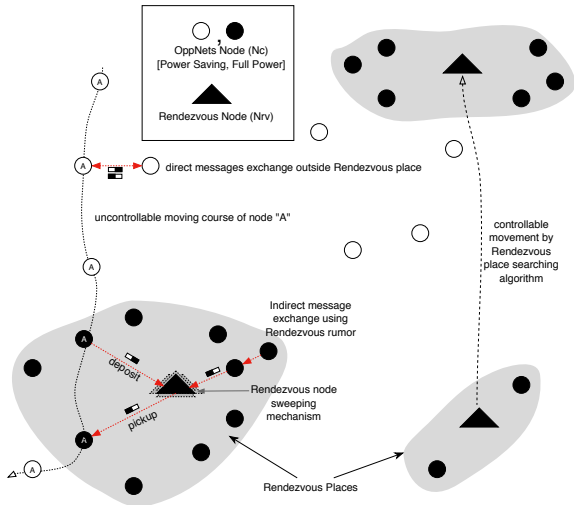 ,
OppNets Node (Nc)
[Power Saving, Full Power]
Rendezvous Node (Nrv)
A
A
direct messages exchange outside Rendezvous place
uncontrollable moving course of node "A"
controllable
movement by
Rendezvous
place searching
algorithm
A
Indirect message
exchange using
Rendezvous rumor
A
deposit
Rendezvous node
sweeping
mechanism
pickup
A
A
Rendezvous Places